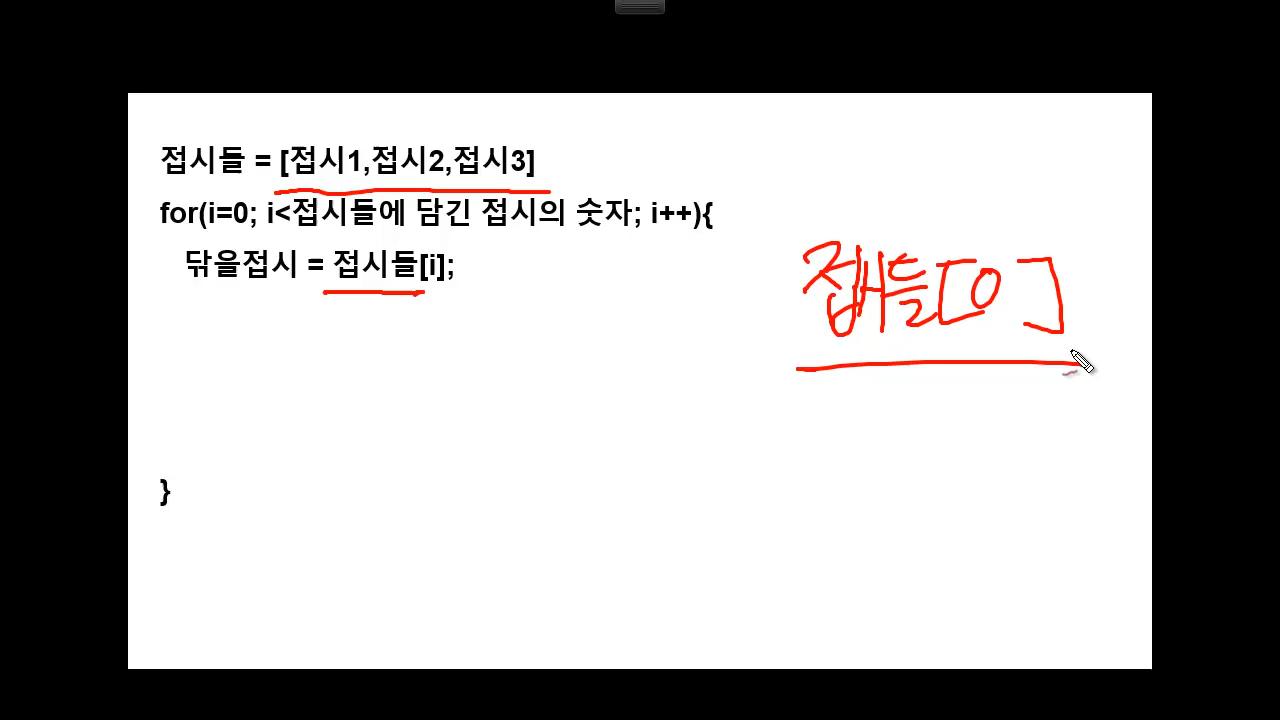 접시들 = [접시1,접시2,접시3]
for(i=0; i<접시들에 담긴 접시의 숫자; i++){
닦을접시 = 접시들[i];
접시들[0]
}